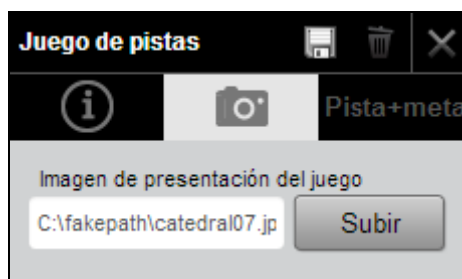 Juego de pistas
Pista+meta
Imagen de presentación del juego
C:\fakepath\catedral07.jp
Subir